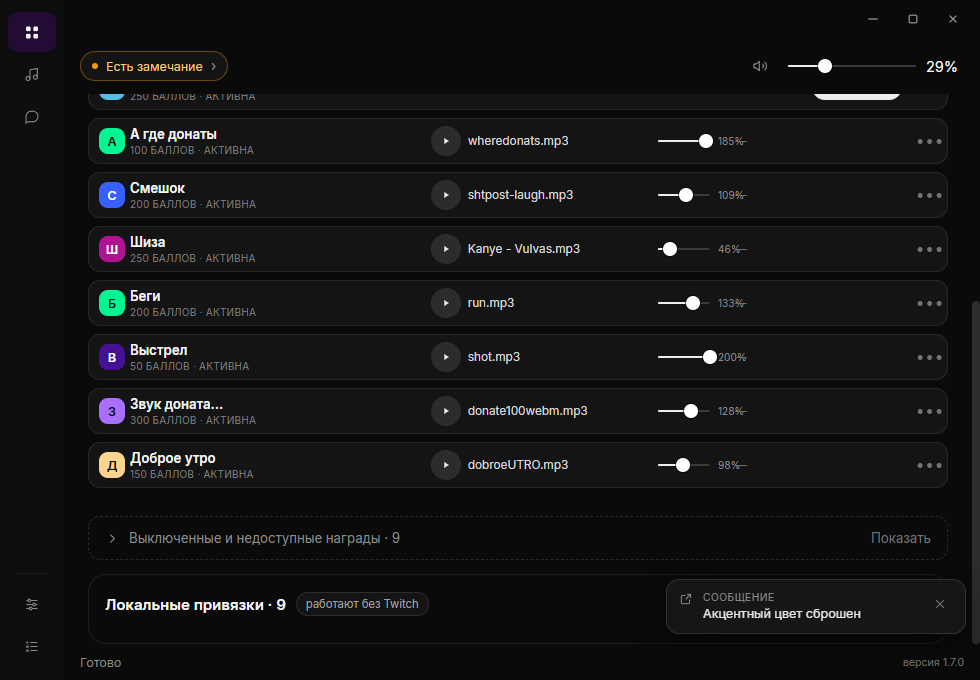 Есть замечание
29%
250 БАЛЛОВ · АКТИВНА
А
А где донаты
100 БАЛЛОВ · АКТИВНА
wheredonats.mp3
185%
С
Смешок
200 БАЛЛОВ · АКТИВНА
shtpost-laugh.mp3
109%
Ш
Шиза
250 БАЛЛОВ · АКТИВНА
Kanye - Vulvas.mp3
46%
Б
Беги
200 БАЛЛОВ · АКТИВНА
run.mp3
133%
В
Выстрел
50 БАЛЛОВ · АКТИВНА
shot.mp3
200%
З
Звук доната...
300 БАЛЛОВ · АКТИВНА
donate100webm.mp3
128%
Д
Доброе утро
150 БАЛЛОВ · АКТИВНА
dobroeUTRO.mp3
98%
Выключенные и недоступные награды · 9
Показать
Локальные привязки · 9
работают без Twitch
СООБЩЕНИЕ
Акцентный цвет сброшен
Готово
версия 1.7.0